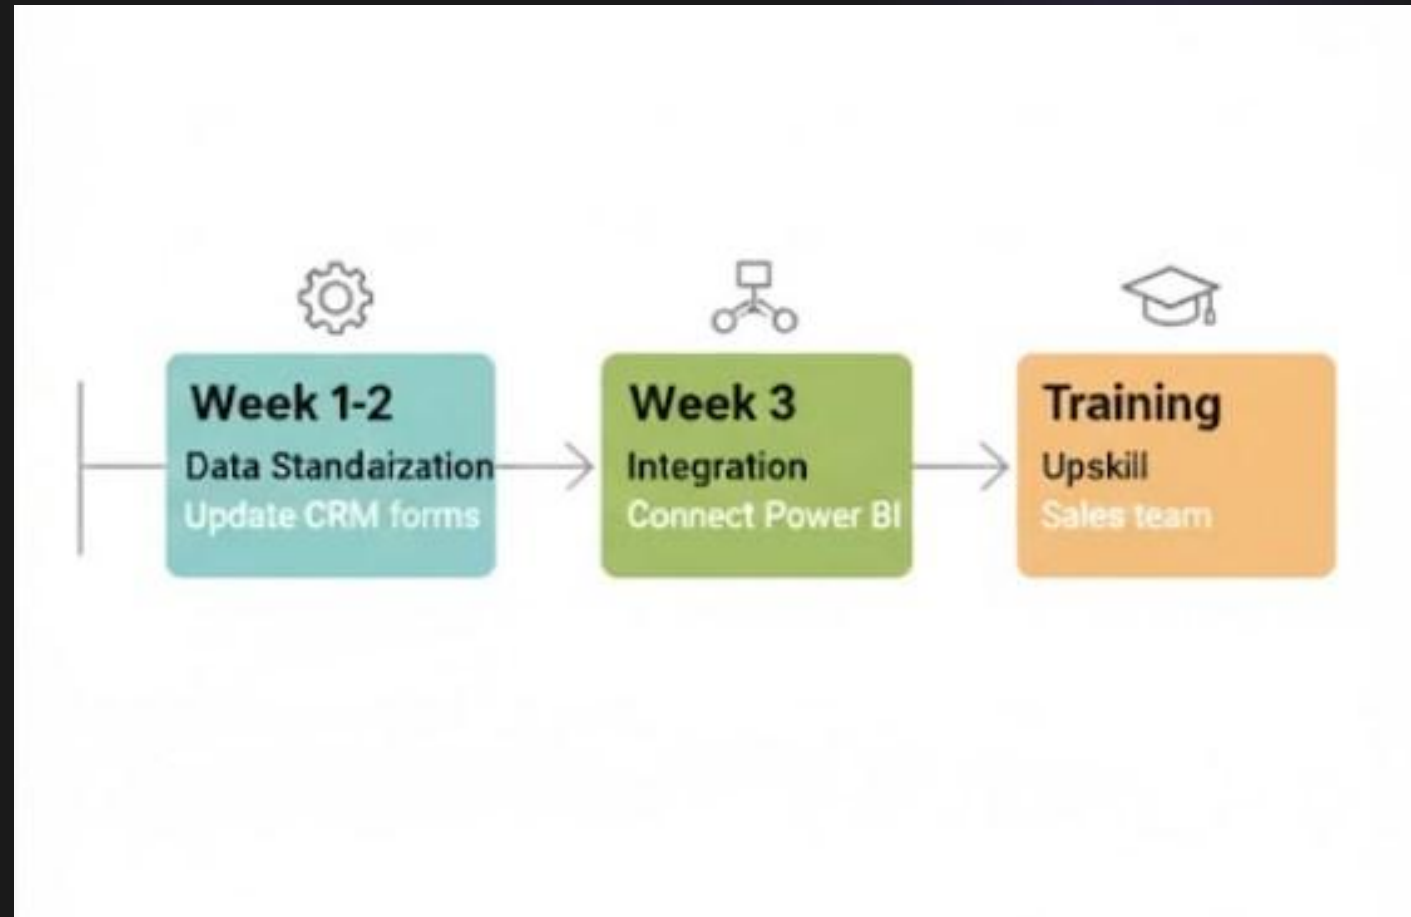 Week 1-2
Data Standaization
Update CRM forms
Week 3
Integration
Connect Power BI
Training
Upskill
Sales team